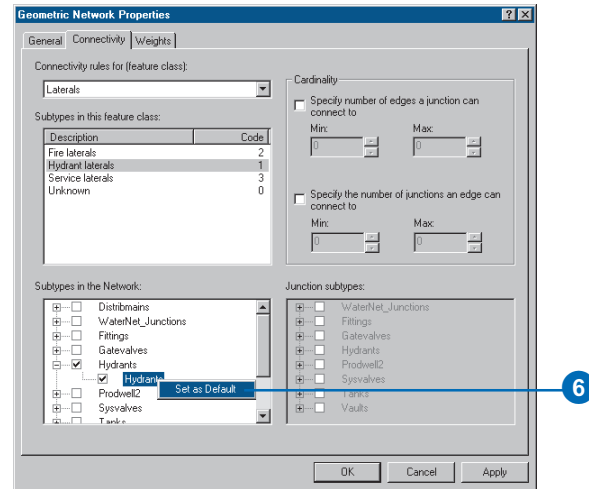 Geometric Network Properties
General Connectivity Weights
Connectivity rules for (feature class):
Laterals
Subtypes in this feature class:
Description Code
Fire laterals 2
Hydrant laterals 1
Service laterals 3
Unknown 0
Cardinality
Specify number of edges a junction can
connect to
Min: Max:
0 0
Specify the number of junctions an edge can
connect to
Min: Max:
0 0
Subtypes in the Network:
Distribmains
WaterNet_Junctions
Fittings
Gatevalves
Hydrants
Hydrants
Set as Default
Prodwell2
Sysvalves
Tanks
Junction subtypes:
WaterNet_Junctions
Fittings
Gatevalves
Hydrants
Prodwell2
Sysvalves
Tanks
Vaults
6
OK Cancel Apply